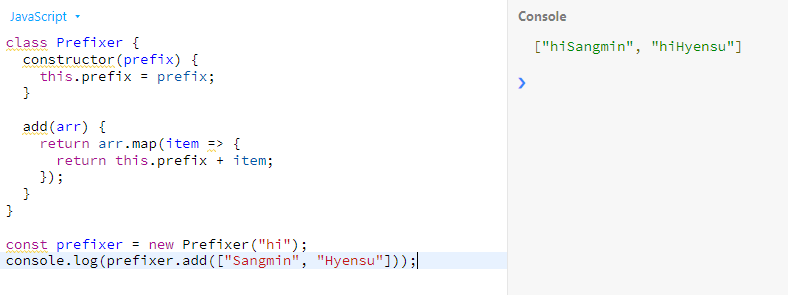 JavaScript
class Prefixer {
  constructor(prefix) {
    this.prefix = prefix;
  }

  add(arr) {
    return arr.map(item => {
      return this.prefix + item;
    });
  }
}

const prefixer = new Prefixer("hi");
console.log(prefixer.add(["Sangmin", "Hyensu"]));
Console
["hiSangmin", "hiHyensu"]